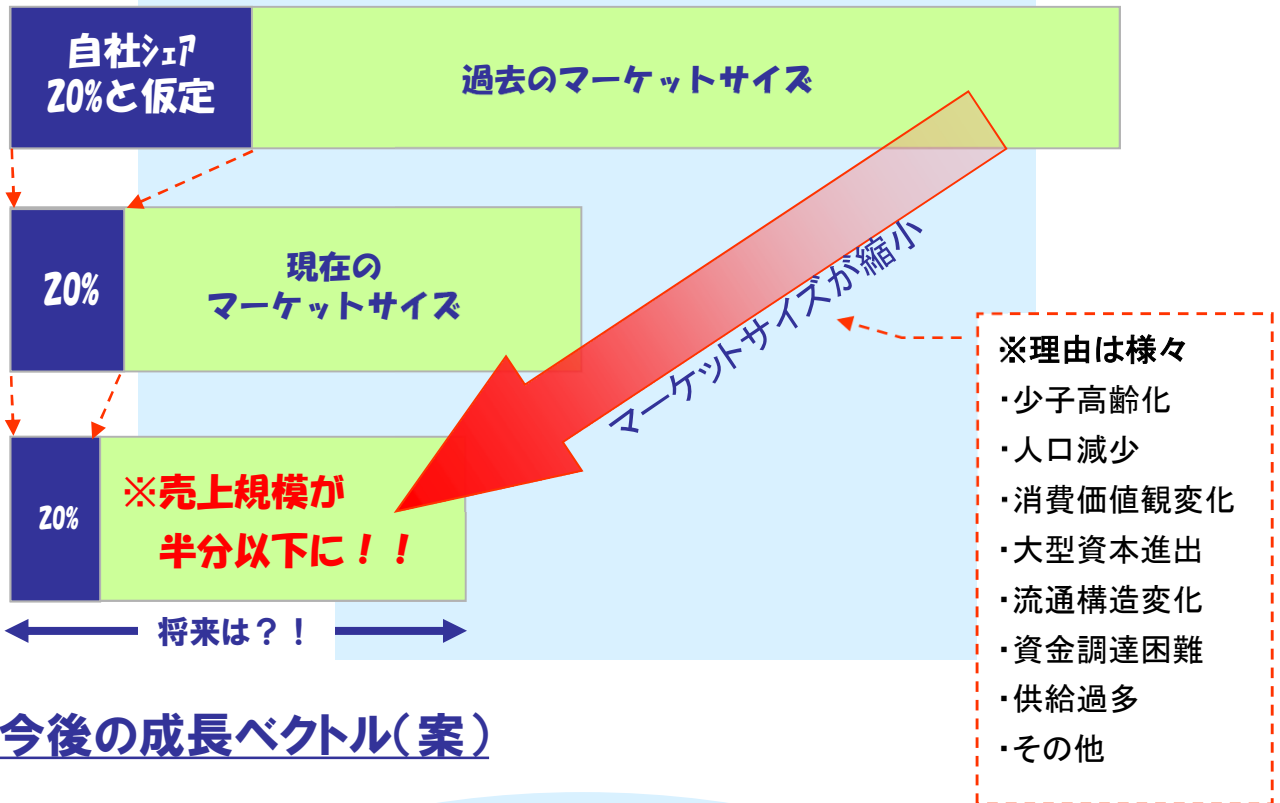 自社ｼｪｱ
20%と仮定
過去のマーケットサイズ
20%
現在の
マーケットサイズ
マーケットサイズが縮小
20%
※売上規模が
半分以下に！！
将来は？！
※理由は様々
・少子高齢化
・人口減少
・消費価値観変化
・大型資本進出
・流通構造変化
・資金調達困難
・供給過多
・その他
今後の成長ベクトル（案）